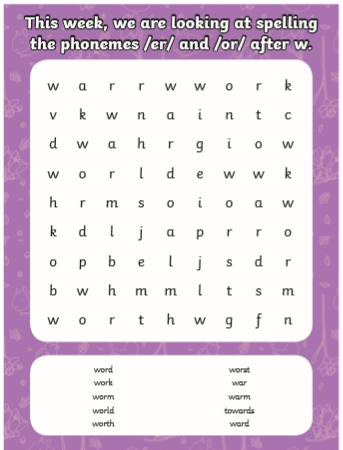 This week, we are looking at spelling
the phonemes /er/ and /or/ after w.
w a r r w w o r k
v k w n a i n t c
d w a h r g i o w
w o r l d e w w k
h r m s o i o a w
k d l j a p r r o
o p b e l j s d r
b w h m m l t s m
w o r t h w g f n
word worst
work war
worm warm
world towards
worth ward